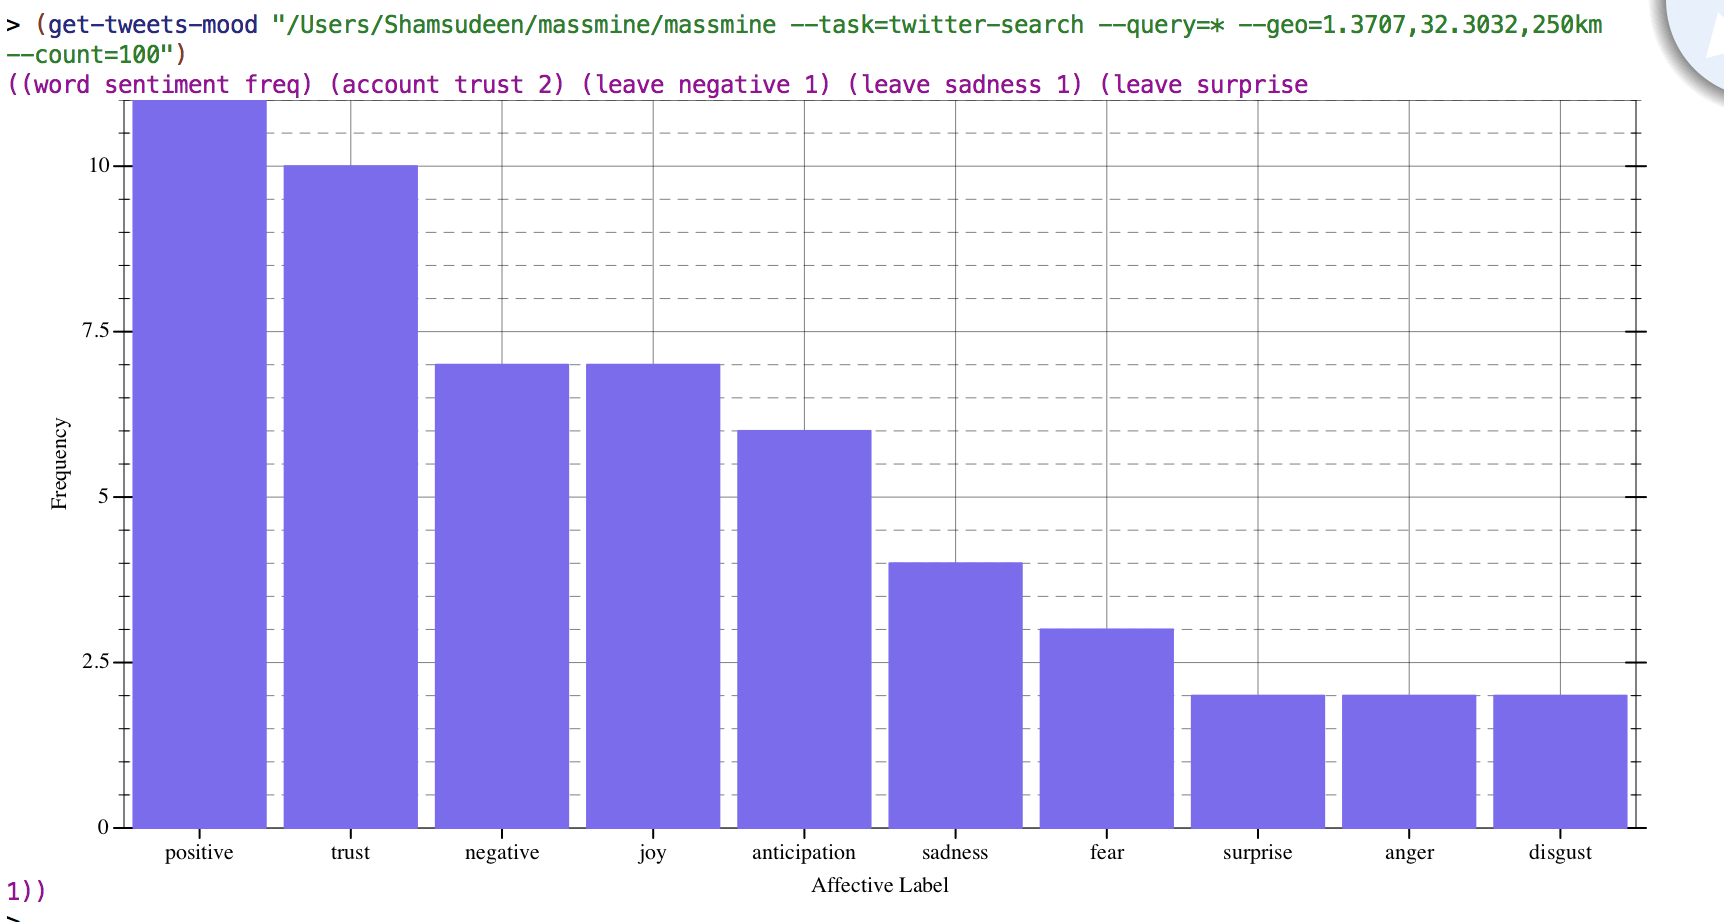 > (get-tweets-mood "/Users/Shamsudeen/massmine/massmine --task=twitter-search --query=* --geo=1.3707,32.3032,250km
--count=100")
((word sentiment freq) (account trust 2) (leave negative 1) (leave sadness 1) (leave surprise
10
7.5
5
2.5
0
Frequency
positive trust negative joy anticipation sadness fear surprise anger disgust
Affective Label
1))
>